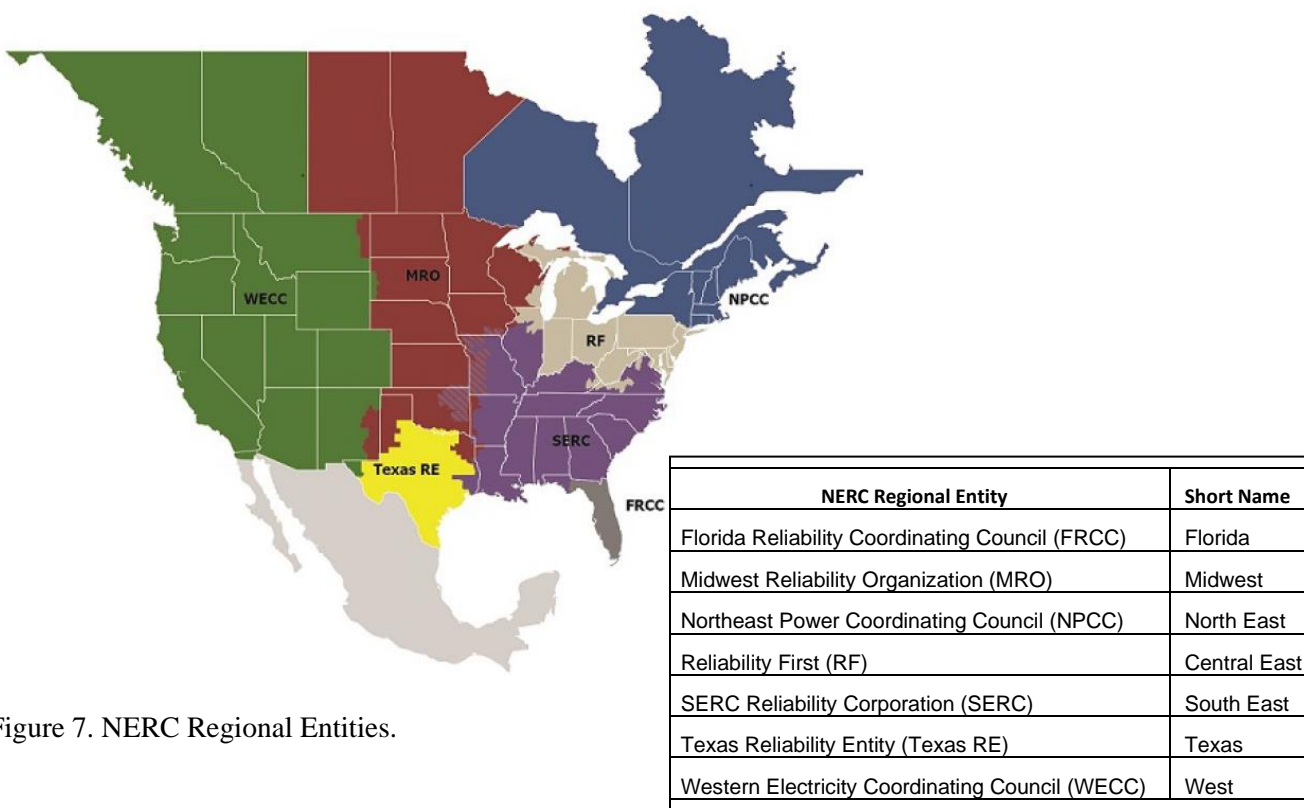 MRO
WECC
NPCC
RF
SERC
Texas RE
FRCC
NERC Regional Entity Short Name
Florida Reliability Coordinating Council (FRCC) Florida
Midwest Reliability Organization (MRO) Midwest
Northeast Power Coordinating Council (NPCC) North East
Reliability First (RF) Central East
SERC Reliability Corporation (SERC) South East
Texas Reliability Entity (Texas RE) Texas
Western Electricity Coordinating Council (WECC) West
Figure 7. NERC Regional Entities.